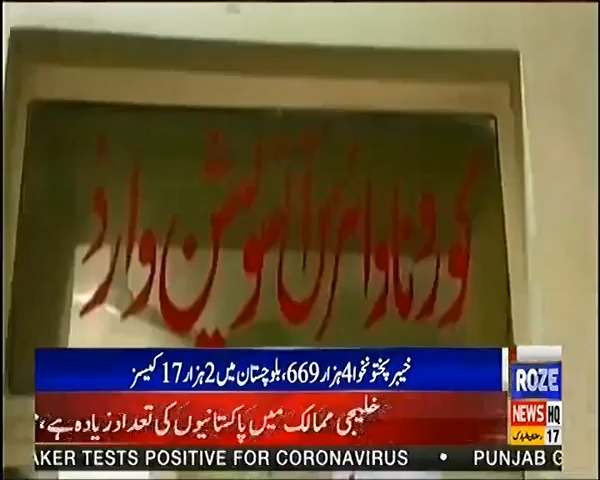 کورونا وائرس آئسولیشن وارڈ
خیبر پختونخوا 4 ہزار 669، بلوچستان میں 2 ہزار 17 کیسز
خلیجی ممالک میں پاکستانیوں کی تعداد زیادہ ہے،
ROZE
NEWS HQ
17
AKER TESTS POSITIVE FOR CORONAVIRUS • PUNJAB G